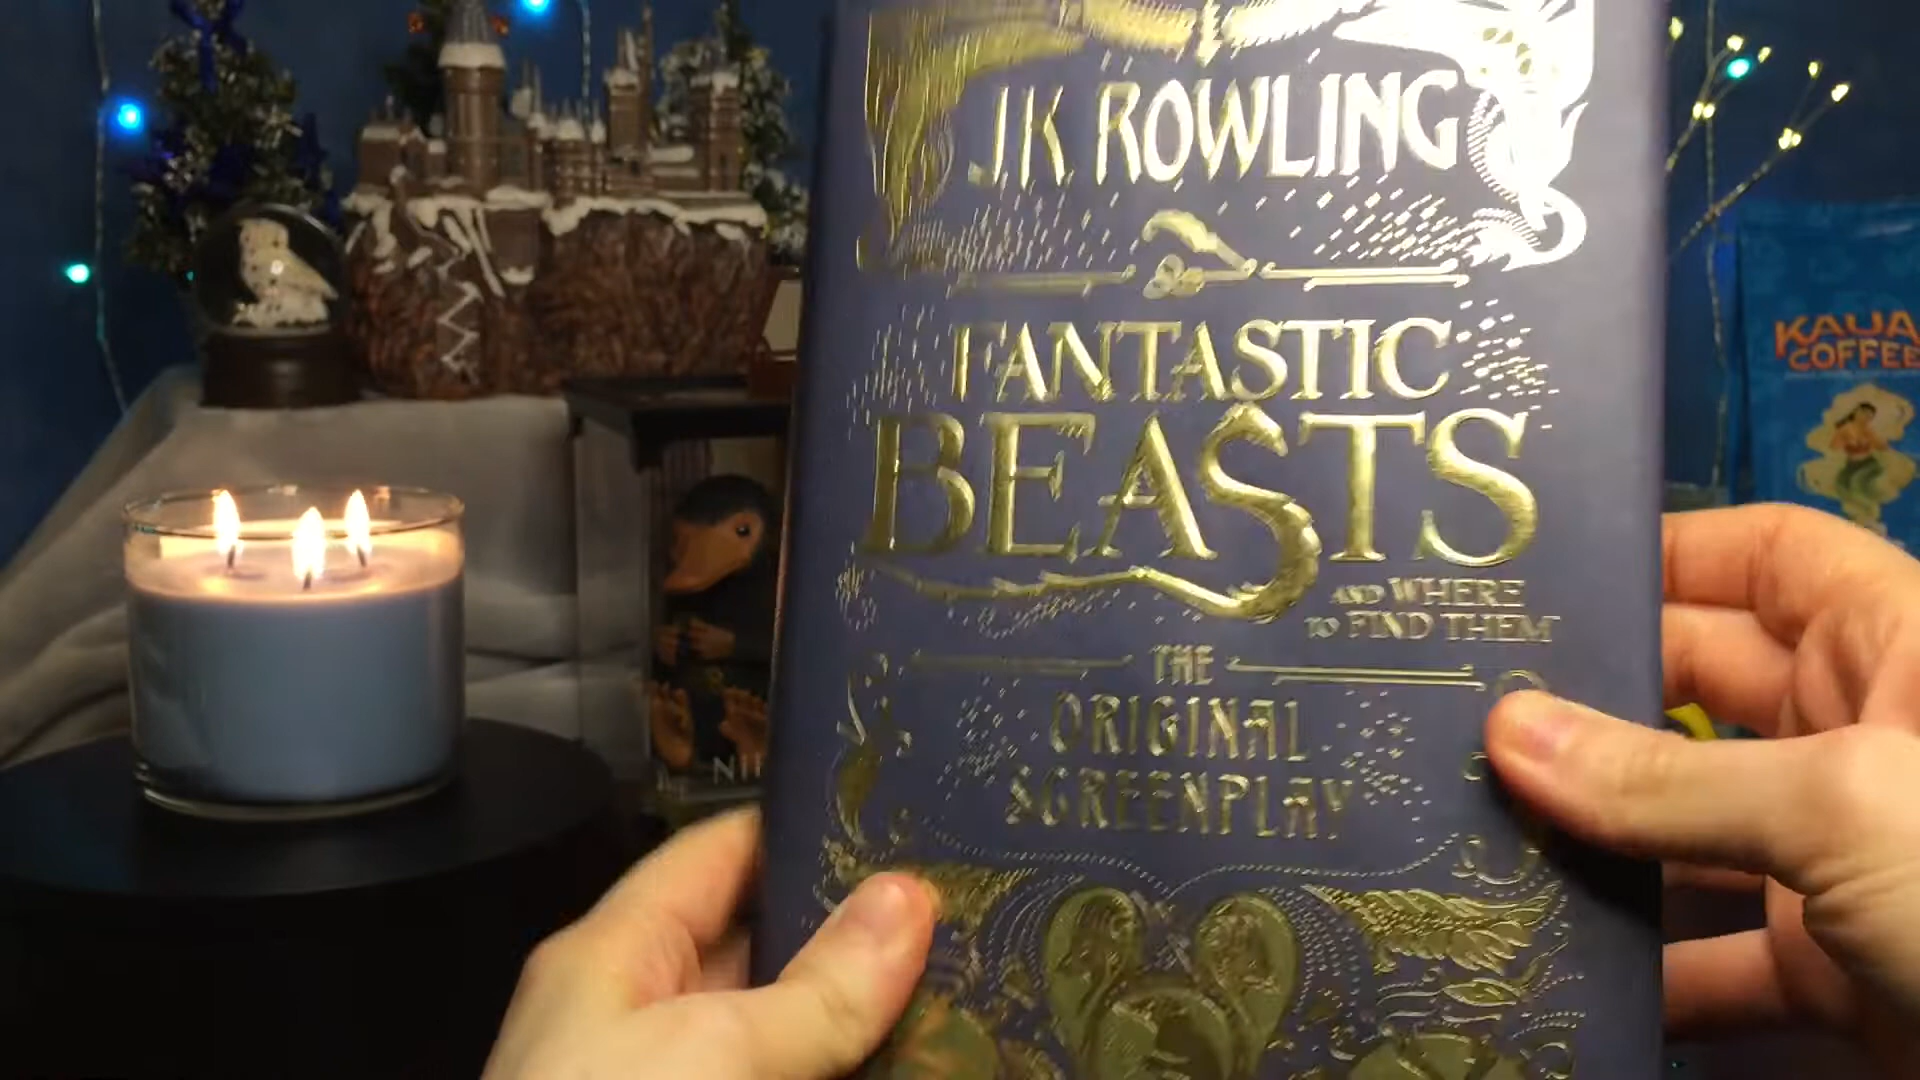 J.K. ROWLING
FANTASTIC
BEASTS
AND WHERE
TO FIND THEM
THE
ORIGINAL
SCREENPLAY
KAUA
COFFEE